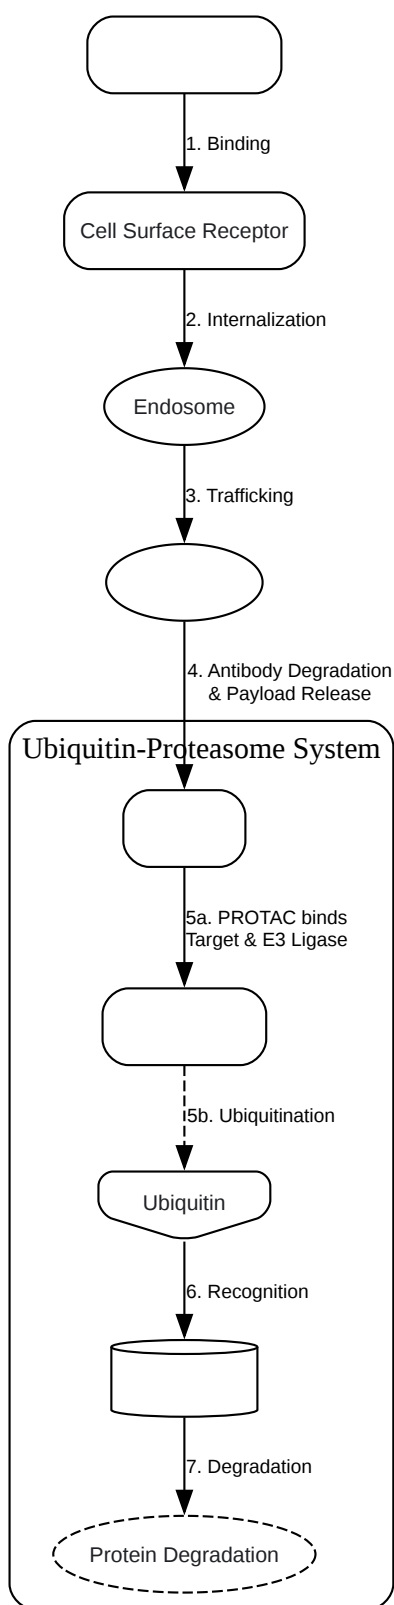 1. Binding
Cell Surface Receptor
2. Internalization
Endosome
3. Trafficking
4. Antibody Degradation
& Payload Release
Ubiquitin-Proteasome System
5a. PROTAC binds
Target & E3 Ligase
5b. Ubiquitination
Ubiquitin
6. Recognition
7. Degradation
Protein Degradation